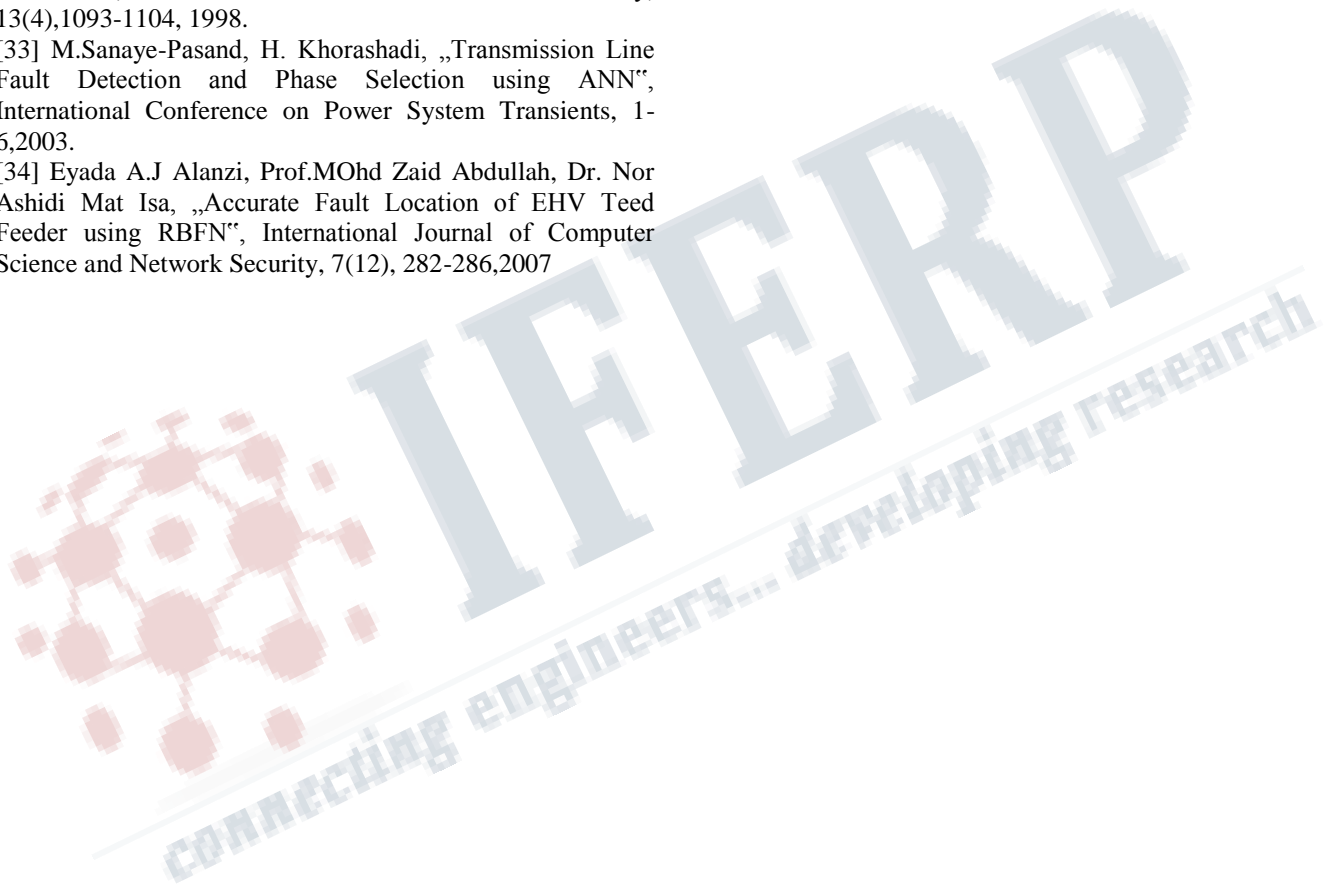 13(4),1093-1104, 1998.
[33] M.Sanaye-Pasand, H. Khorashadi, „Transmission Line
Fault Detection and Phase Selection using ANN‟,
International Conference on Power System Transients, 1-
6,2003.
[34] Eyada A.J Alanzi, Prof.MOhd Zaid Abdullah, Dr. Nor
Ashidi Mat Isa, „Accurate Fault Location of EHV Teed
Feeder using RBFN‟, International Journal of Computer
Science and Network Security, 7(12), 282-286,2007
IFERP
connecting engineers... developing research